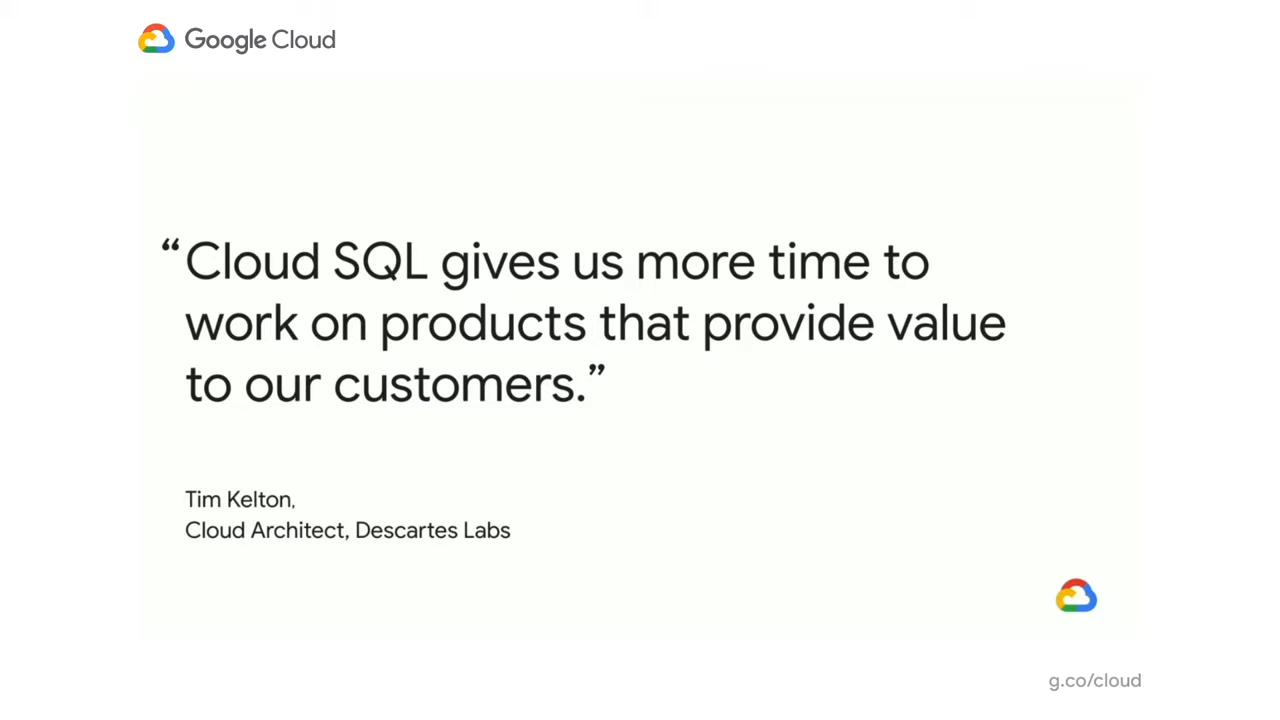 Google Cloud
“Cloud SQL gives us more time to
work on products that provide value
to our customers.”
Tim Kelton,
Cloud Architect, Descartes Labs
g.co/cloud